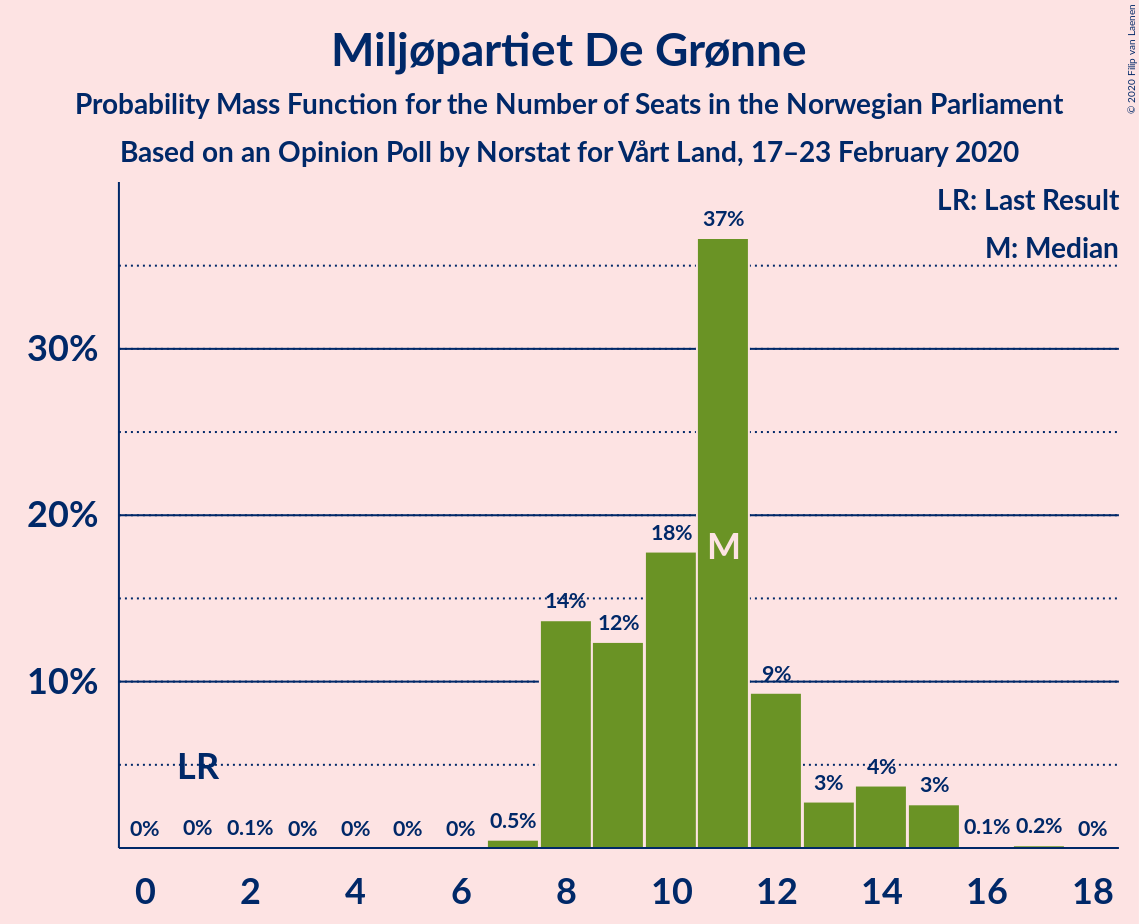 Miljøpartiet De Grønne
Probability Mass Function for the Number of Seats in the Norwegian Parliament
Based on an Opinion Poll by Norstat for Vårt Land, 17–23 February 2020
© 2020 Filip van Laenen
LR: Last Result
M: Median
37%
30%
20%
18%
M
14%
12%
10%
9%
LR
4%
3%
3%
0%
0%
0.1%
0%
0%
0%
0%
0.5%
0.1%
0.2%
0%
0 2 4 6 8 10 12 14 16 18